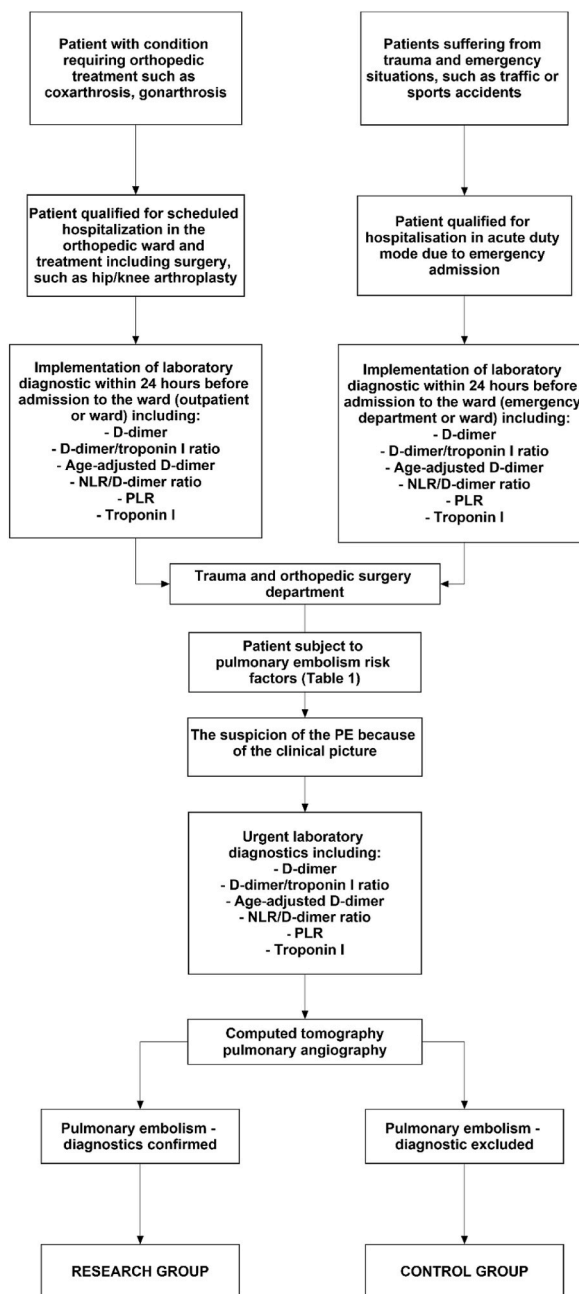 Patient with condition
requiring orthopedic
treatment such as
coxarthrosis, gonarthrosis
Patients suffering from
trauma and emergency
situations, such as traffic or
sports accidents
Patient qualified for
scheduled
hospitalization in
the orthopedic ward and
treatment including surgery,
such as hip/knee arthroplasty
Patient qualified for
hospitalisation in acute duty
mode due to emergency
admission
Implementation of laboratory
diagnostic within 24 hours before
admission to the ward (outpatient
or ward) including:
- D-dimer
- D-dimer/troponin I ratio
- Age-adjusted D-dimer
- NLR/D-dimer ratio
- PLR
- Troponin I
Implementation of laboratory
diagnostic within 24 hours before
admission to the ward (emergency
department or ward) including:
- D-dimer
- D-dimer/troponin I ratio
- Age-adjusted D-dimer
- NLR/D-dimer ratio
- PLR
- Troponin I
Trauma and orthopedic surgery
department
Patient subject to
pulmonary embolism risk
factors (Table 1)
The suspicion of the PE because
of the clinical picture
Urgent laboratory
diagnostics including:
- D-dimer
- D-dimer/troponin I ratio
- Age-adjusted D-dimer
- NLR/D-dimer ratio
- PLR
- Troponin I
Computed tomography
pulmonary angiography
Pulmonary embolism -
diagnostics confirmed
Pulmonary embolism -
diagnostic excluded
RESEARCH GROUP
CONTROL GROUP